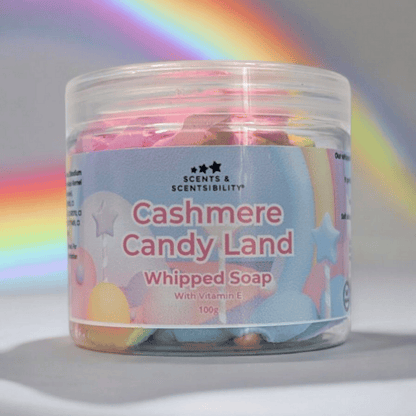 SCENTS &
SCENTSIBILITY®
Cashmere
Candy Land
Whipped Soap
With Vitamin E
100g